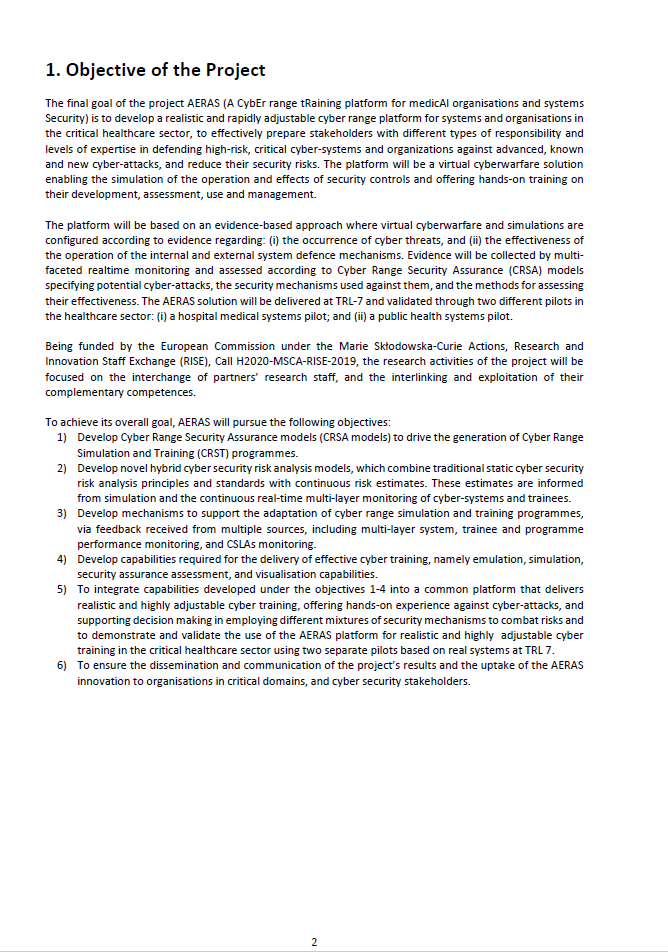 1. Objective of the Project
The final goal of the project AERAS (A CybEr range tRaining platform for medicAl organisations and systems
Security) is to develop a realistic and rapidly adjustable cyber range platform for systems and organisations in
the critical healthcare sector, to effectively prepare stakeholders with different types of responsibility and
levels of expertise in defending high-risk, critical cyber-systems and organizations against advanced, known
and new cyber-attacks, and reduce their security risks. The platform will be a virtual cyberwarfare solution
enabling the simulation of the operation and effects of security controls and offering hands-on training on
their development, assessment, use and management.
The platform will be based on an evidence-based approach where virtual cyberwarfare and simulations are
configured according to evidence regarding: (i) the occurrence of cyber threats, and (ii) the effectiveness of
the operation of the internal and external system defence mechanisms. Evidence will be collected by multi-
faceted realtime monitoring and assessed according to Cyber Range Security Assurance (CRSA) models
specifying potential cyber-attacks, the security mechanisms used against them, and the methods for assessing
their effectiveness. The AERAS solution will be delivered at TRL-7 and validated through two different pilots in
the healthcare sector: (i) a hospital medical systems pilot; and (ii) a public health systems pilot.
Being funded by the European Commission under the Marie Skłodowska-Curie Actions, Research and
Innovation Staff Exchange (RISE), Call H2020-MSCA-RISE-2019, the research activities of the project will be
focused on the interchange of partners' research staff, and the interlinking and exploitation of their
complementary competences.
To achieve its overall goal, AERAS will pursue the following objectives:
1) Develop Cyber Range Security Assurance models (CRSA models) to drive the generation of Cyber Range
Simulation and Training (CRST) programmes.
2) Develop novel hybrid cyber security risk analysis models, which combine traditional static cyber security
risk analysis principles and standards with continuous risk estimates. These estimates are informed
from simulation and the continuous real-time multi-layer monitoring of cyber-systems and trainees.
3) Develop mechanisms to support the adaptation of cyber range simulation and training programmes,
via feedback received from multiple sources, including multi-layer system, trainee and programme
performance monitoring, and CSLAs monitoring.
4) Develop capabilities required for the delivery of effective cyber training, namely emulation, simulation,
security assurance assessment, and visualisation capabilities.
5) To integrate capabilities developed under the objectives 1-4 into a common platform that delivers
realistic and highly adjustable cyber training, offering hands-on experience against cyber-attacks, and
supporting decision making in employing different mixtures of security mechanisms to combat risks and
to demonstrate and validate the use of the AERAS platform for realistic and highly adjustable cyber
training in the critical healthcare sector using two separate pilots based on real systems at TRL 7.
6) To ensure the dissemination and communication of the project's results and the uptake of the AERAS
innovation to organisations in critical domains, and cyber security stakeholders.
2